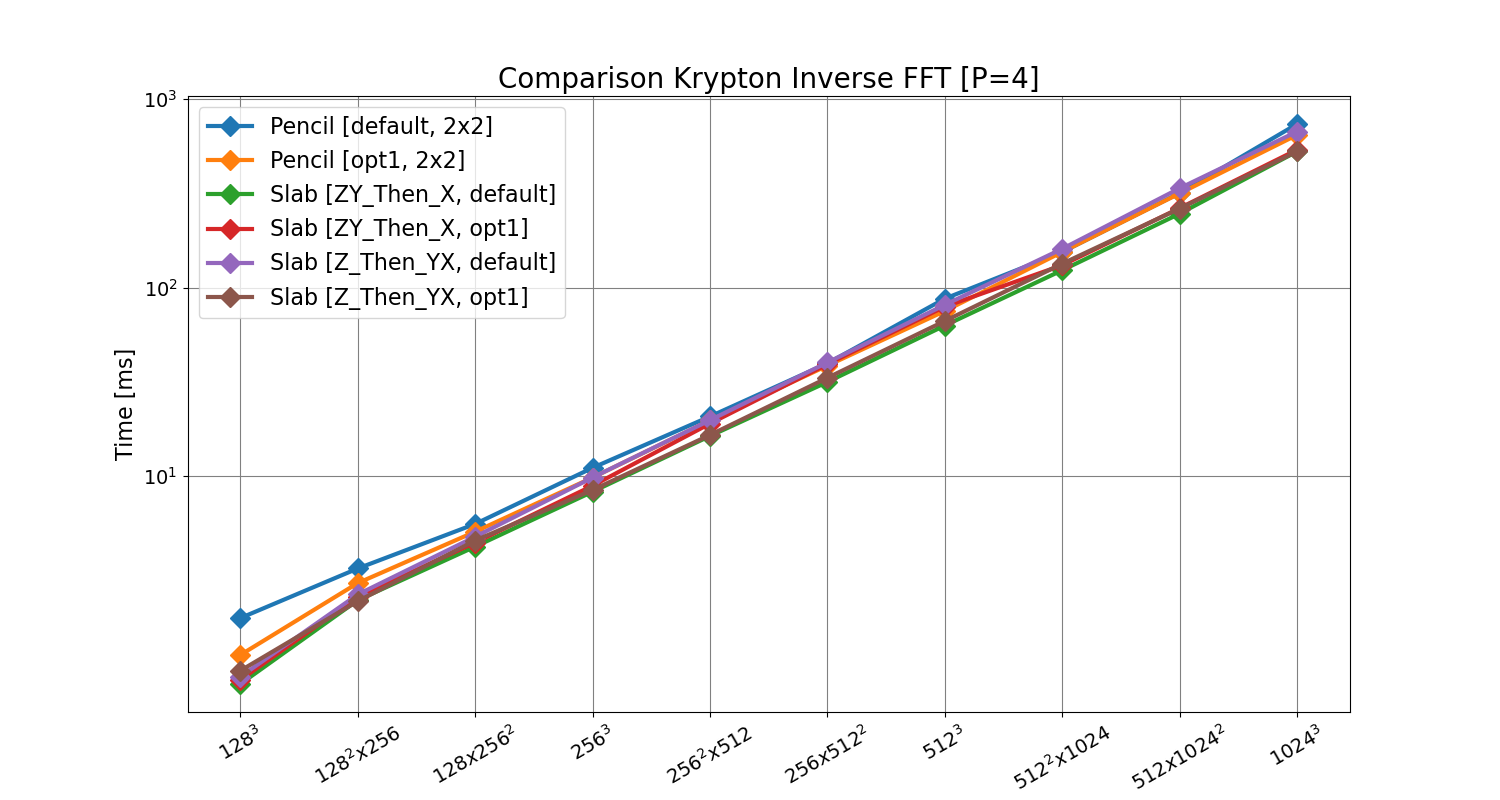 Comparison Krypton Inverse FFT [P=4]
10³
10²
10¹
Time [ms]
Pencil [default, 2x2]
Pencil [opt1, 2x2]
Slab [ZY_Then_X, default]
Slab [ZY_Then_X, opt1]
Slab [Z_Then_YX, default]
Slab [Z_Then_YX, opt1]
128³
128²x256
128x256²
256³
256²x512
256x512²
512³
512²x1024
512x1024²
1024³